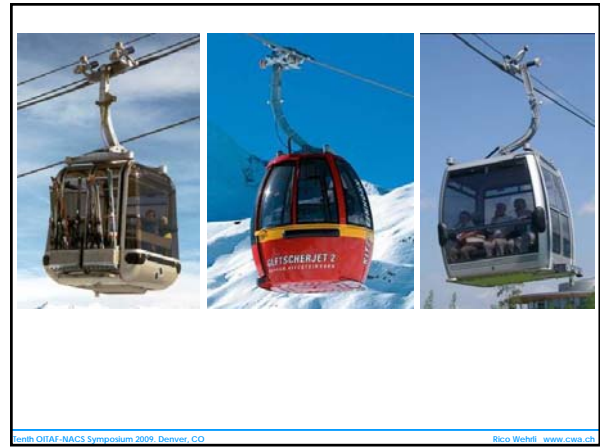 GLETSCHERJET 2
Tenth OITAF-NACS Symposium 2009. Denver, CO
Rico Wehrli www.cwa.ch